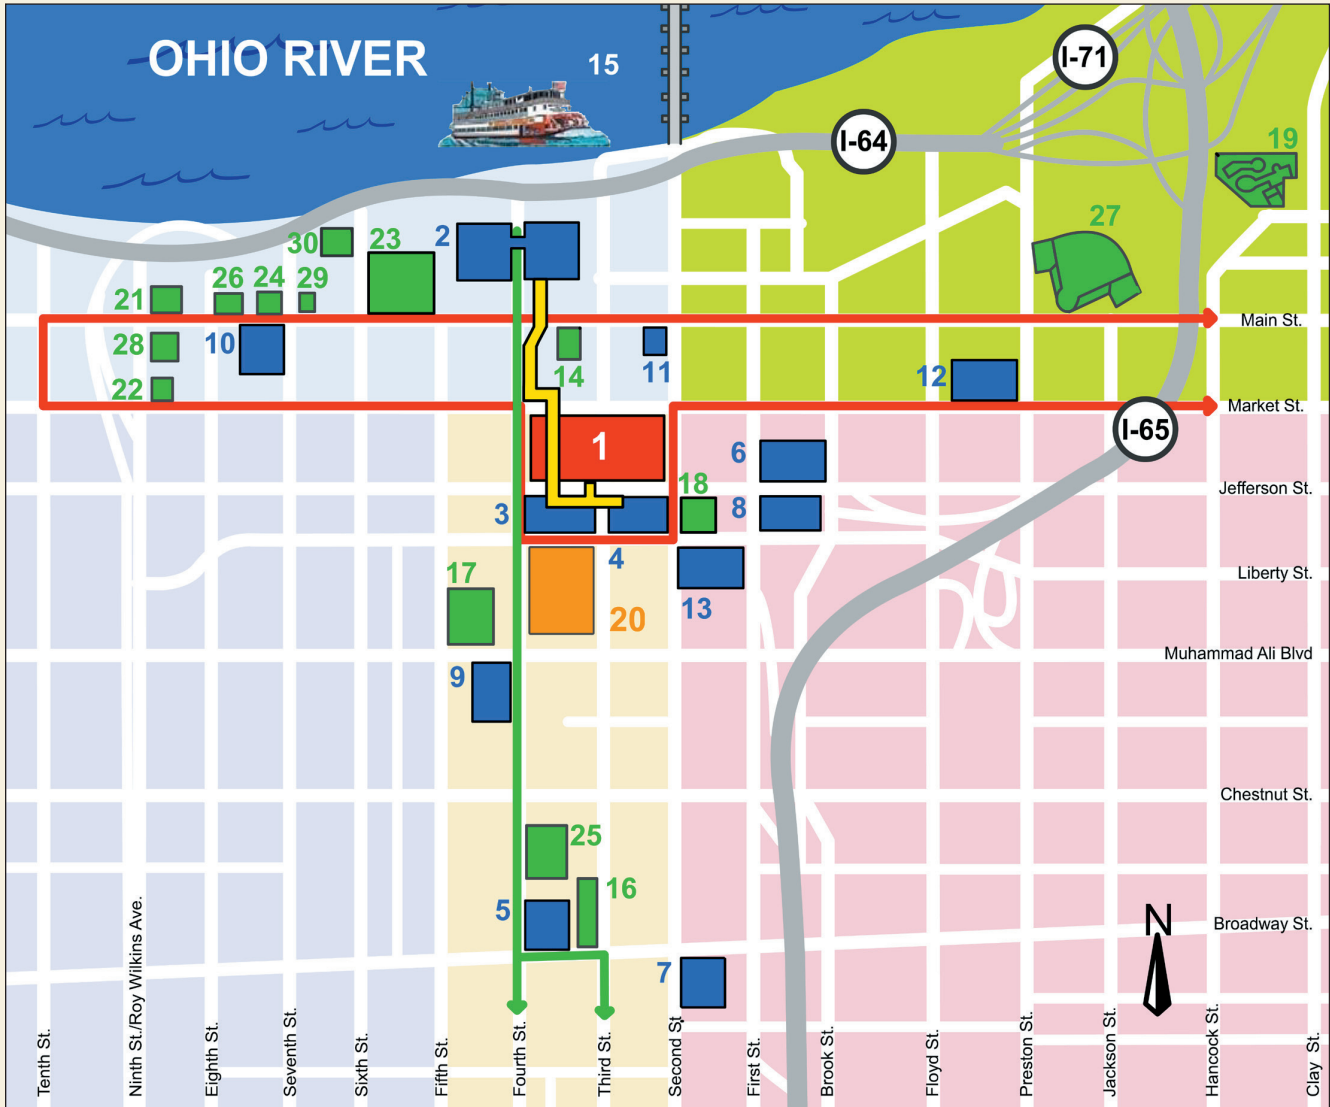 OHIO RIVER
15
I-71
I-64
19
27
30
23
2
21
26
24
29
Main St.
28
10
14
11
12
22
Market St.
I-65
1
6
18
Jefferson St.
3
8
4
17
13
Liberty St.
20
Muhammad Ali Blvd
9
Chestnut St.
25
16
5
N
Broadway St.
7
Tenth St.
Ninth St./Roy Wilkins Ave.
Eighth St.
Seventh St.
Sixth St.
Fifth St.
Fourth St.
Third St.
Second St.
First St.
Brook St.
Floyd St.
Preston St.
Jackson St.
Hancock St.
Clay St.